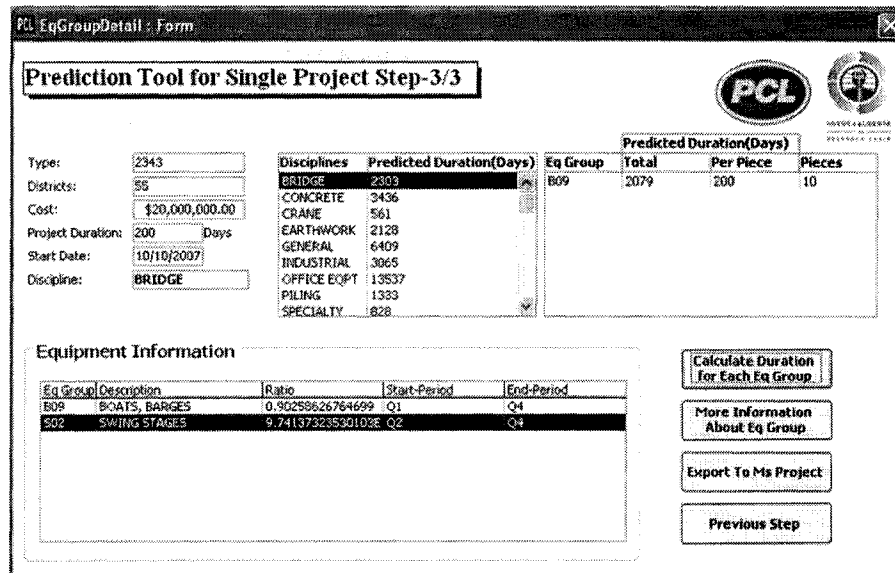 PCL EqGroupDetail : Form
Prediction Tool for Single Project Step-3/3
PCL
Type: 2343
Districts: 55
Cost: $20,000,000.00
Project Duration: 200 Days
Start Date: 10/10/2007
Discipline: BRIDGE
Disciplines Predicted Duration(Days)
BRIDGE 2303
CONCRETE 3436
CRANE 561
EARTHWORK 2128
GENERAL 6409
INDUSTRIAL 3065
OFFICE EQPT 13537
PILING 1333
SPECIALTY 828
Predicted Duration(Days)
Eq Group Total Per Piece Pieces
B09 2079 200 10
Equipment Information
Eq Group Description Ratio Start-Period End-Period
B09 BOATS, BARGES 0.90258626764699 Q1 Q4
S02 SWING STAGES 9.74137323530103E Q2 Q4
Calculate Duration
for Each Eq Group
More Information
About Eq Group
Export To Ms Project
Previous Step